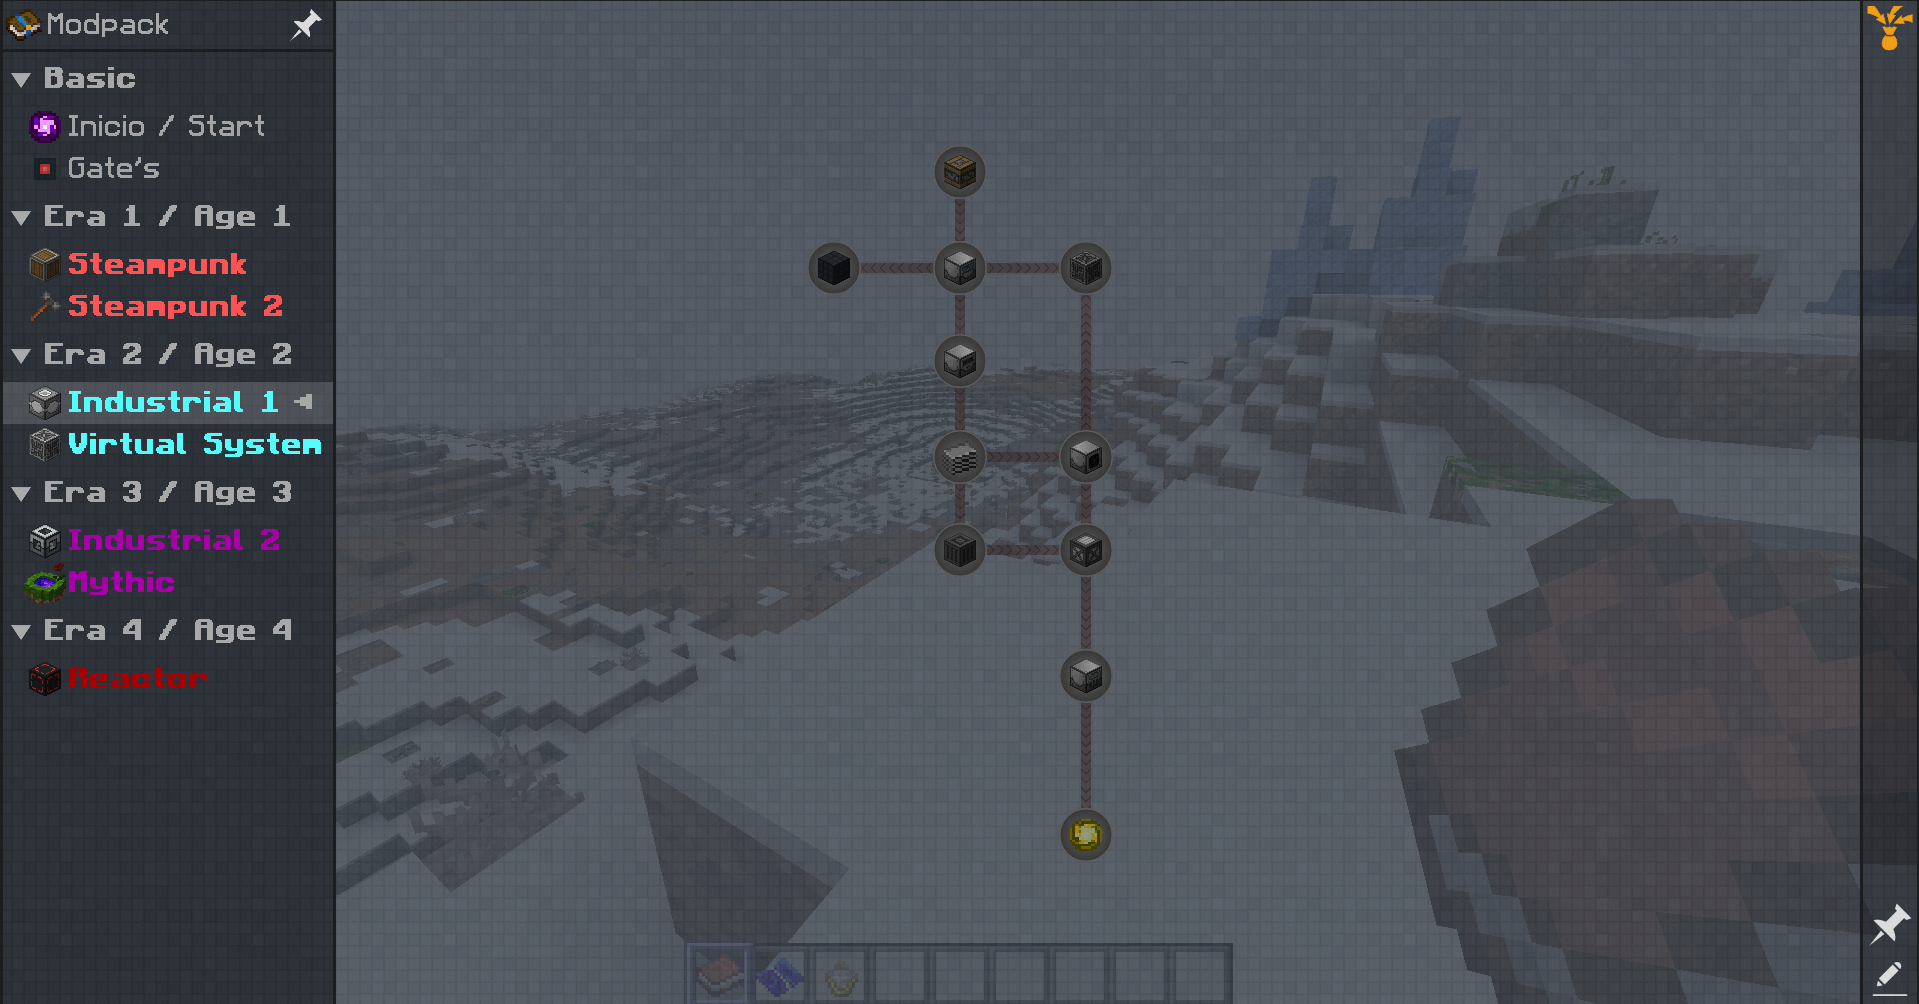 Modpack
Basic
Inicio / Start
Gate's
Era 1 / Age 1
Steampunk
Steampunk 2
Era 2 / Age 2
Industrial 1
Virtual System
Era 3 / Age 3
Industrial 2
Mythic
Era 4 / Age 4
Reactor